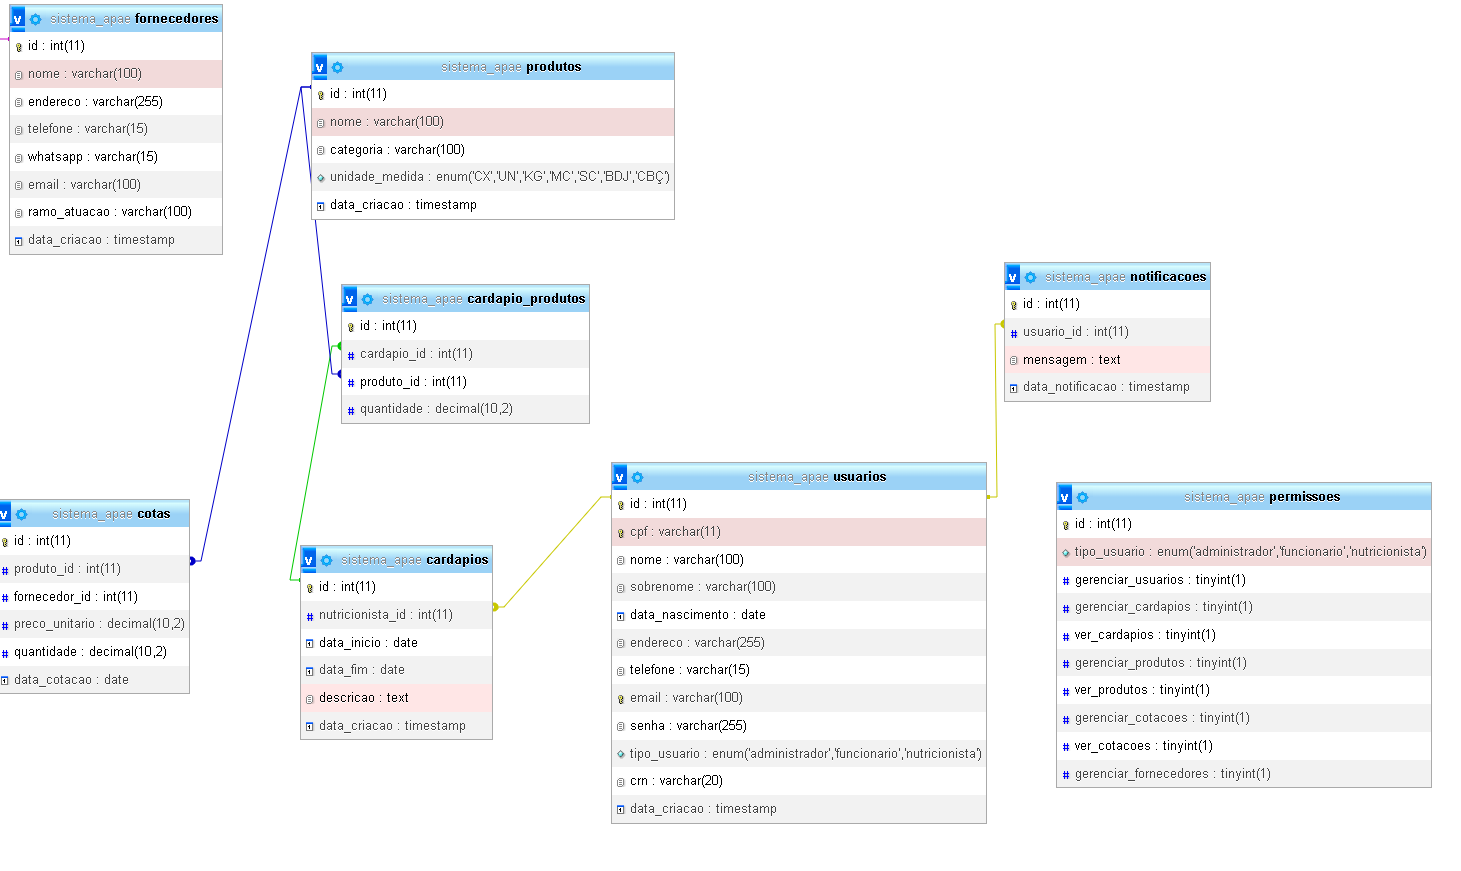 v sistema_apae fornecedores
id : int(11)
nome : varchar(100)
endereco : varchar(255)
telefone : varchar(15)
whatsapp : varchar(15)
email : varchar(100)
ramo_atuacao : varchar(100)
data_criacao : timestamp
v sistema_apae produtos
id : int(11)
nome : varchar(100)
categoria : varchar(100)
unidade_medida : enum('CX','UN','KG','MC','SC','BDJ','CBÇ')
data_criacao : timestamp
v sistema_apae cardapio_produtos
id : int(11)
# cardapio_id : int(11)
# produto_id : int(11)
# quantidade : decimal(10,2)
v sistema_apae notificacoes
id : int(11)
# usuario_id : int(11)
mensagem : text
data_notificacao : timestamp
v sistema_apae cotas
id : int(11)
# produto_id : int(11)
# fornecedor_id : int(11)
# preco_unitario : decimal(10,2)
# quantidade : decimal(10,2)
data_cotacao : date
v sistema_apae cardapios
id : int(11)
# nutricionista_id : int(11)
data_inicio : date
data_fim : date
descricao : text
data_criacao : timestamp
v sistema_apae usuarios
id : int(11)
cpf : varchar(11)
nome : varchar(100)
sobrenome : varchar(100)
data_nascimento : date
endereco : varchar(255)
telefone : varchar(15)
email : varchar(100)
senha : varchar(255)
tipo_usuario : enum('administrador','funcionario','nutricionista')
crn : varchar(20)
data_criacao : timestamp
v sistema_apae permissoes
id : int(11)
tipo_usuario : enum('administrador','funcionario','nutricionista')
# gerenciar_usuarios : tinyint(1)
# gerenciar_cardapios : tinyint(1)
# ver_cardapios : tinyint(1)
# gerenciar_produtos : tinyint(1)
# ver_produtos : tinyint(1)
# gerenciar_cotacoes : tinyint(1)
# ver_cotacoes : tinyint(1)
# gerenciar_fornecedores : tinyint(1)